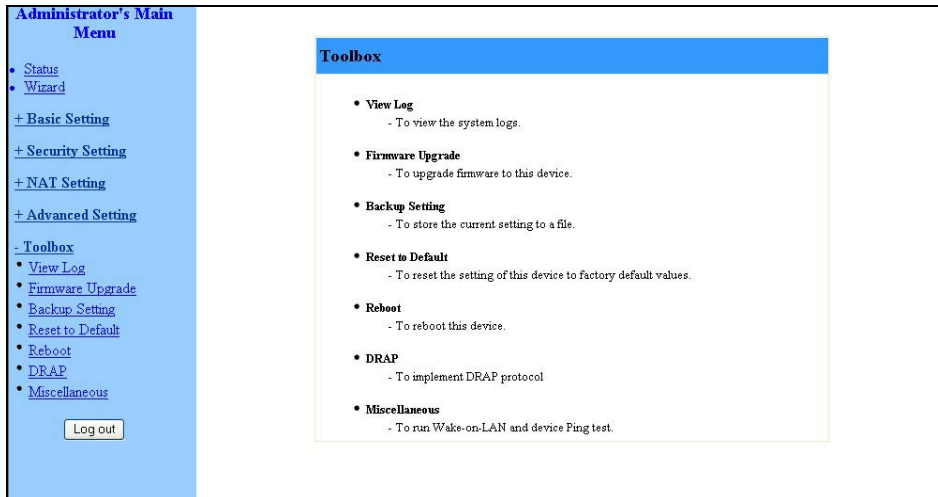 Administrator's Main
Menu
• Status
• Wizard
+ Basic Setting
+ Security Setting
+ NAT Setting
+ Advanced Setting
- Toolbox
• View Log
• Firmware Upgrade
• Backup Setting
• Reset to Default
• Reboot
• DRAP
• Miscellaneous
Log out
Toolbox
• View Log
- To view the system logs.
• Firmware Upgrade
- To upgrade firmware to this device.
• Backup Setting
- To store the current setting to a file.
• Reset to Default
- To reset the setting of this device to factory default values.
• Reboot
- To reboot this device.
• DRAP
- To implement DRAP protocol
• Miscellaneous
- To run Wake-on-LAN and device Ping test.